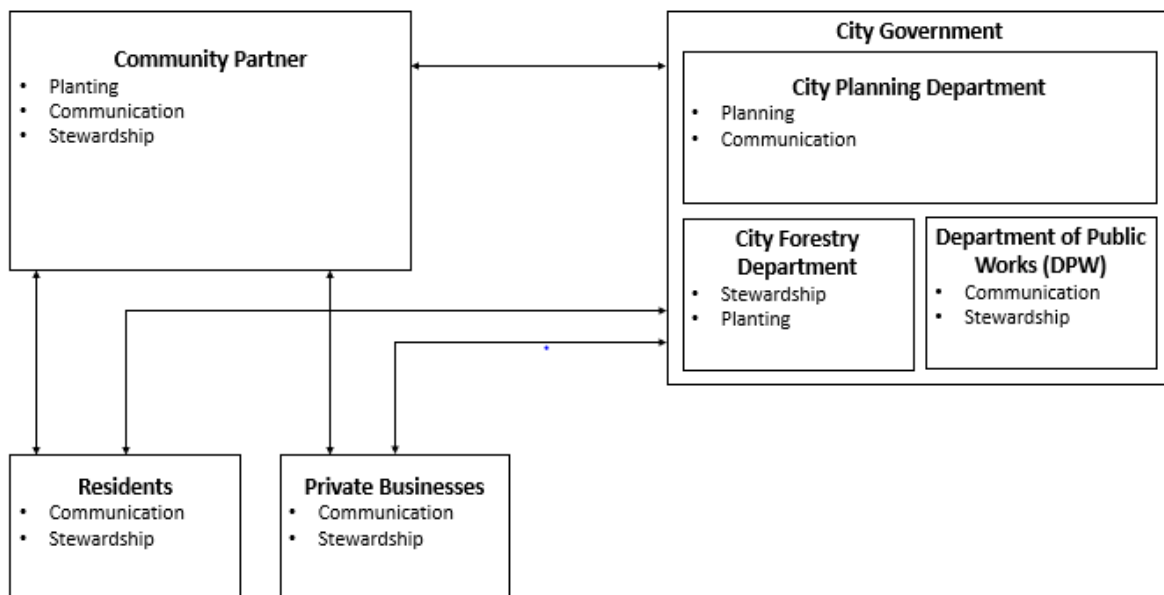 Community Partner
• Planting
• Communication
• Stewardship
City Government
City Planning Department
• Planning
• Communication
City Forestry
Department
• Stewardship
• Planting
Department of Public
Works (DPW)
• Communication
• Stewardship
Residents
• Communication
• Stewardship
Private Businesses
• Communication
• Stewardship